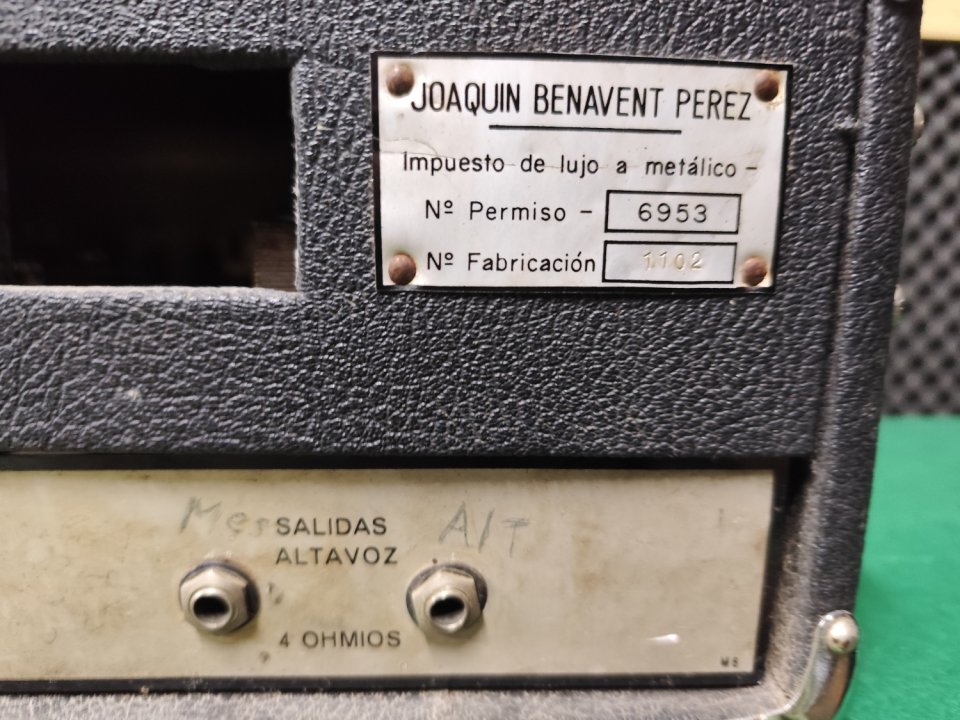 JOAQUIN BENAVENT PEREZ
Impuesto de lujo a metálico -
Nº Permiso - 6953
Nº Fabricación 1102
Mes SALIDAS Alt
ALTAVOZ
4 OHMIOS